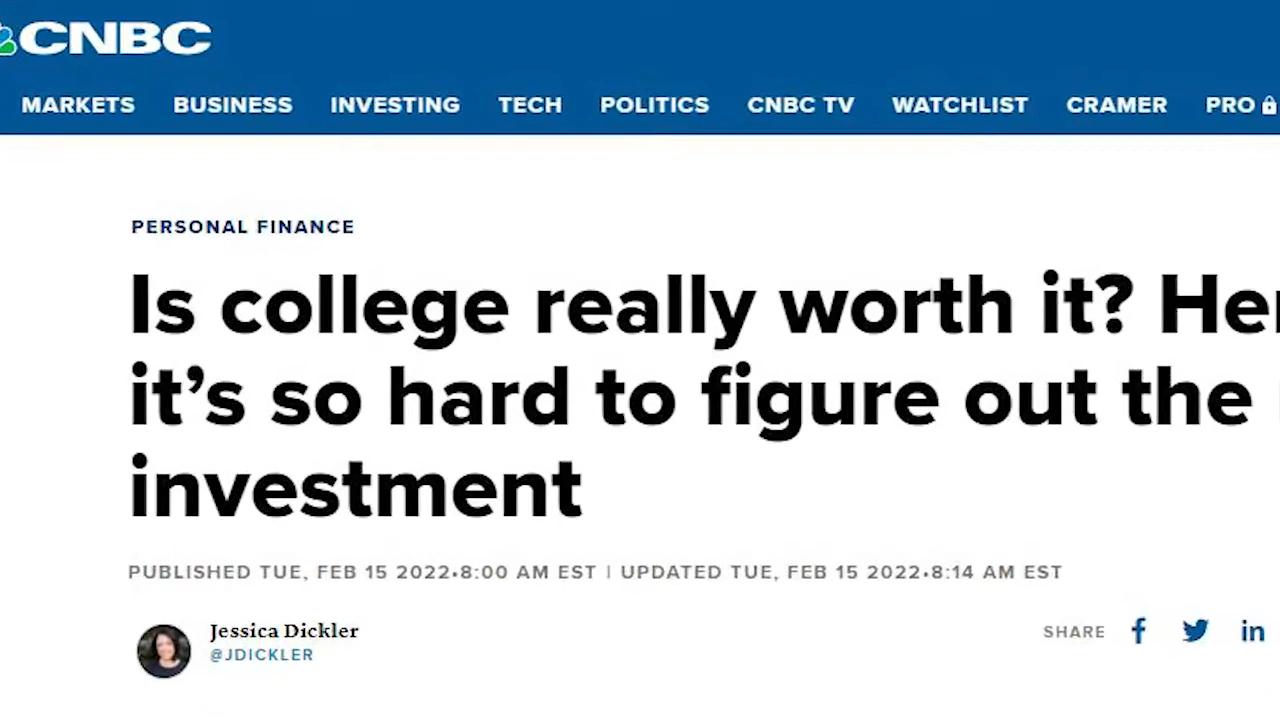 CNBC
MARKETS BUSINESS INVESTING TECH POLITICS CNBC TV WATCHLIST CRAMER PRO
PERSONAL FINANCE
Is college really worth it?
it’s so hard to figure out the
investment
PUBLISHED TUE, FEB 15 2022•8:00 AM EST | UPDATED TUE, FEB 15 2022•8:14 AM EST
Jessica Dickler
@JDICKLER
SHARE